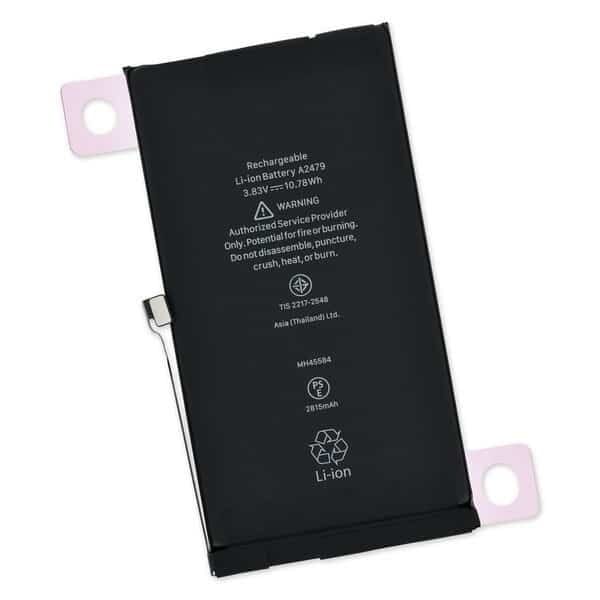 Rechargeable
Li-ion Battery A2479
3.83V⎓10.78Wh
WARNING
Authorized Service Provider
Only. Potential for fire or burning.
Do not disassemble, puncture,
crush, heat, or burn.
TIS 2217-2548
Asia (Thailand) Ltd.
MH45584
PS
E
2815mAh
Li-ion